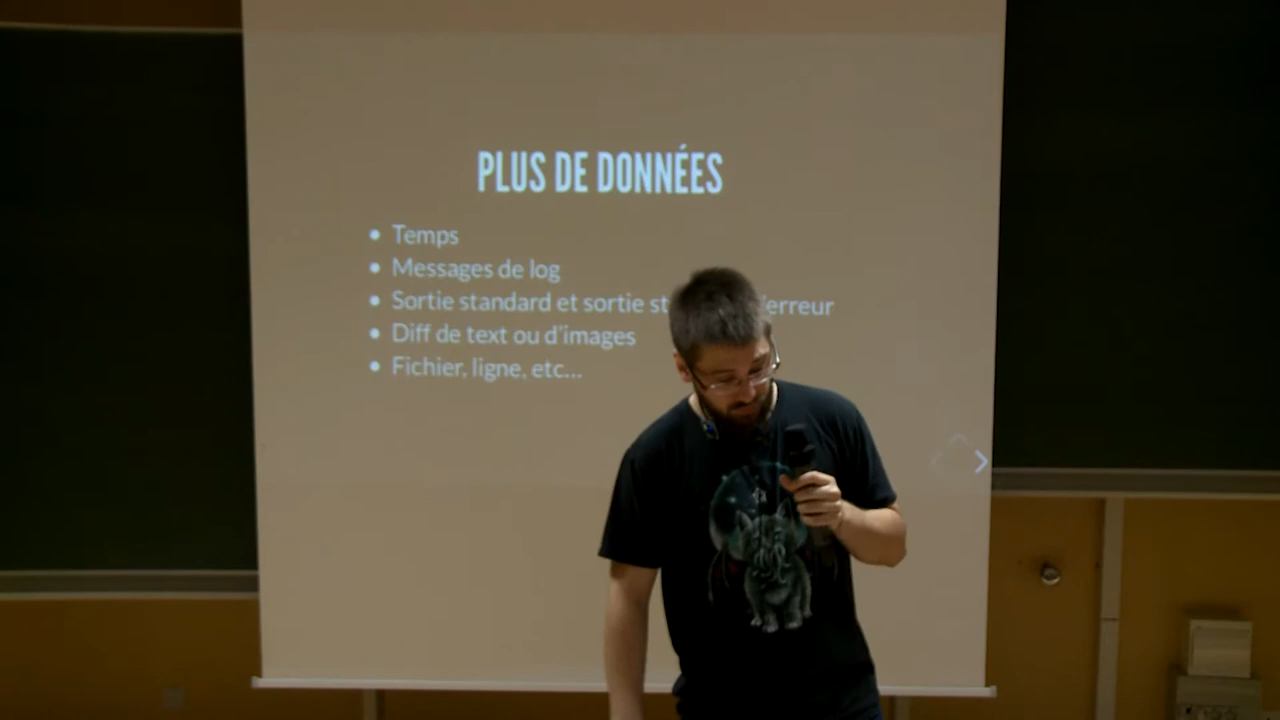 PLUS DE DONNÉES
Temps
Messages de log
Sortie standard et sortie st erreur
Diff de text ou d'images
Fichier, ligne, etc...